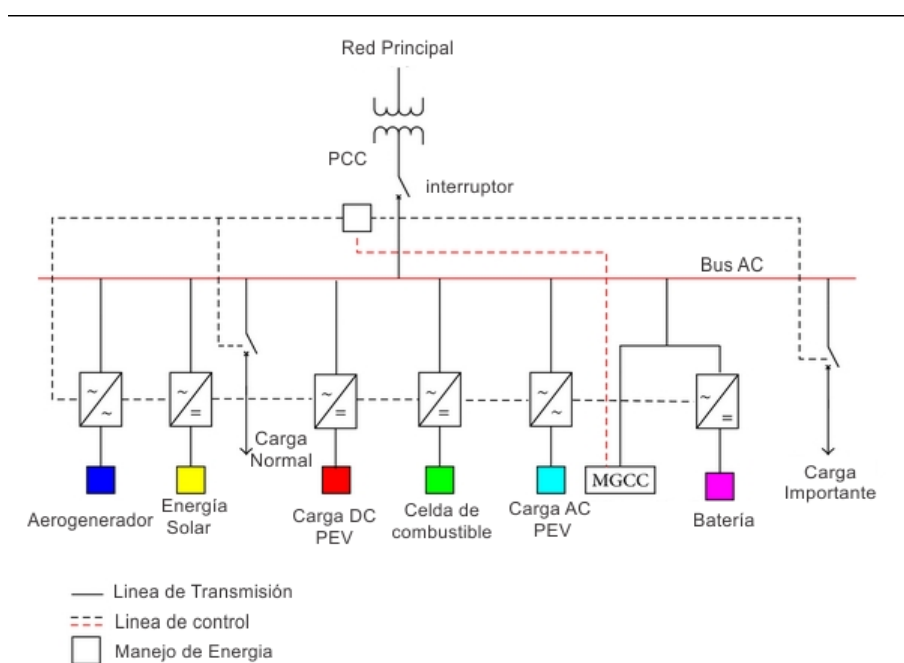 Red Principal
PCC
interruptor
Bus AC
~
~
~
=
~
=
~
=
~
~
~
=
Carga
Normal
MGCC
Aerogenerador
Energía
Solar
Carga DC
PEV
Celda de
combustible
Carga AC
PEV
Batería
Carga
Importante
Linea de Transmisión
Linea de control
Manejo de Energia